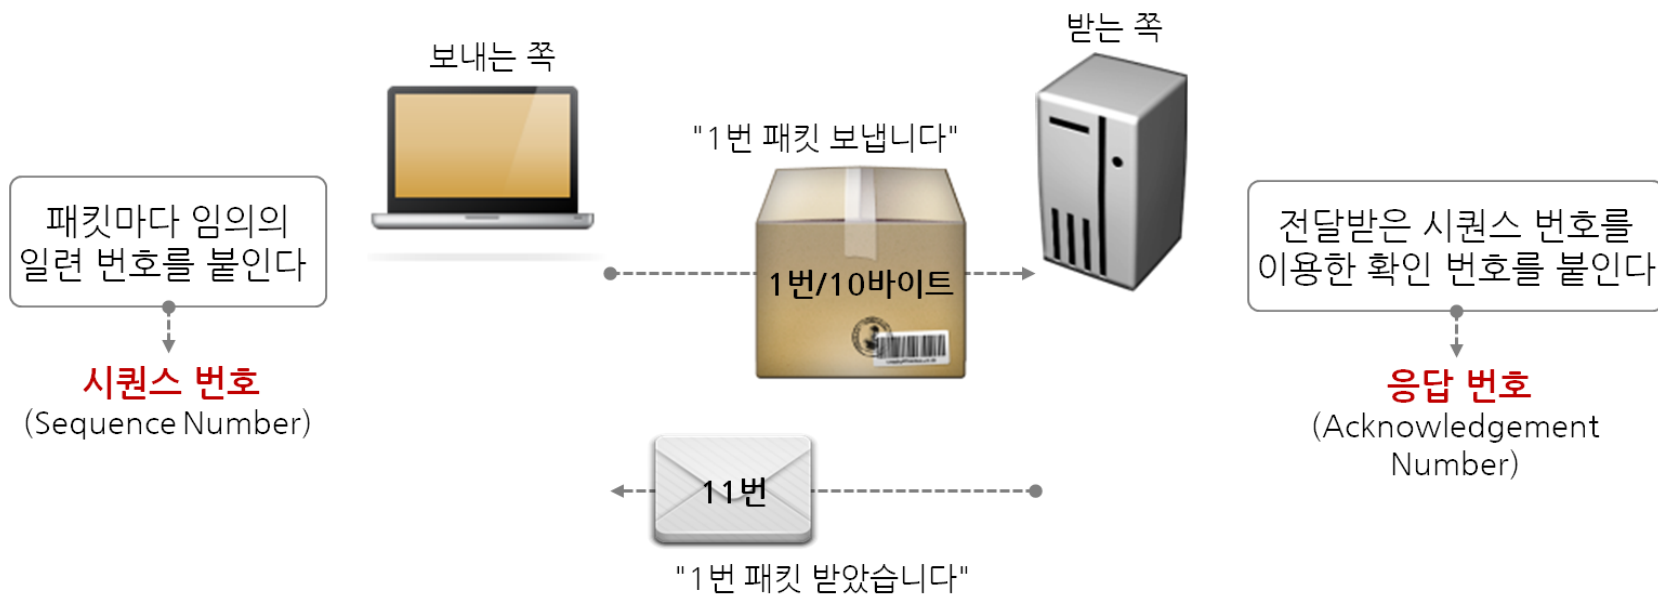 보내는 쪽
받는 쪽
"1번 패킷 보냅니다"
패킷마다 임의의
일련 번호를 붙인다
시퀀스 번호
(Sequence Number)
1번/10바이트
전달받은 시퀀스 번호를
이용한 확인 번호를 붙인다
응답 번호
(Acknowledgement
Number)
11번
"1번 패킷 받았습니다"